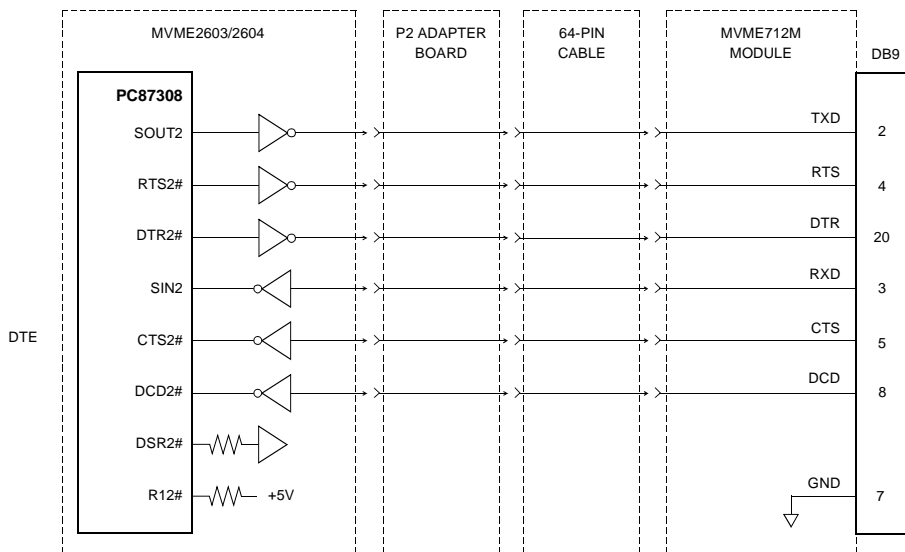 MVME2603/2604
P2 ADAPTER
BOARD
64-PIN
CABLE
MVME712M
MODULE
DB9
PC87308
SOUT2
TXD
2
RTS2#
RTS
4
DTR2#
DTR
20
SIN2
RXD
3
DTE
CTS2#
CTS
5
DCD2#
DCD
8
DSR2#
R12#
+5V
GND
7